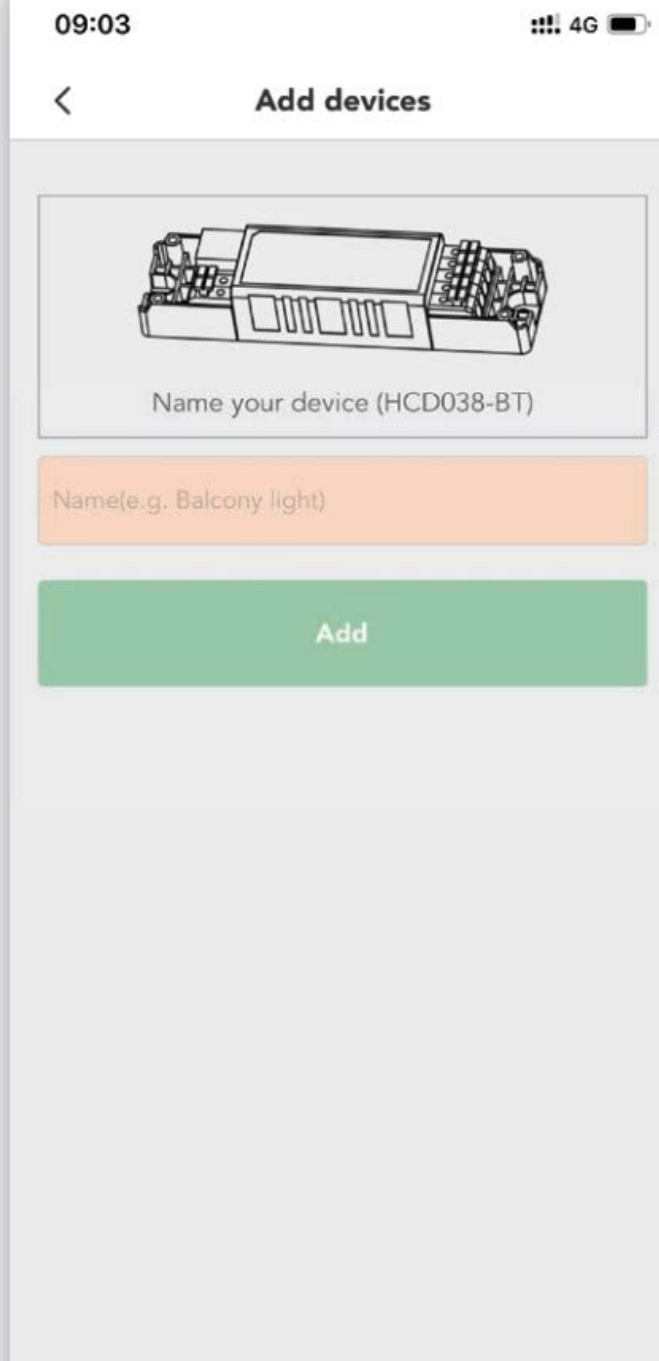 09:03
4G
Add devices
Name your device (HCD038-BT)
Name(e.g. Balcony light)
Add